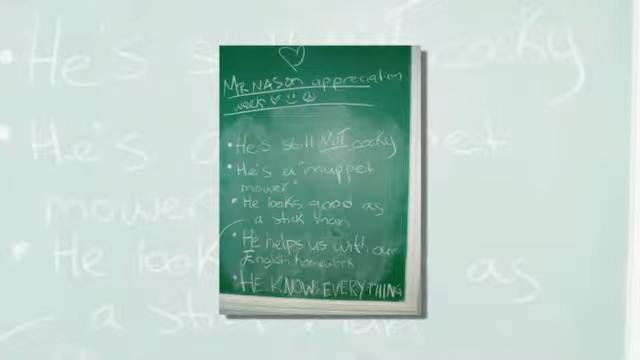 Mr NASON appreciation
week
He's still NOT cocky
He's a "muppet
mower"
He looks good as
a stick man
He helps us with our
English homework
HE KNOWS EVERYTHING